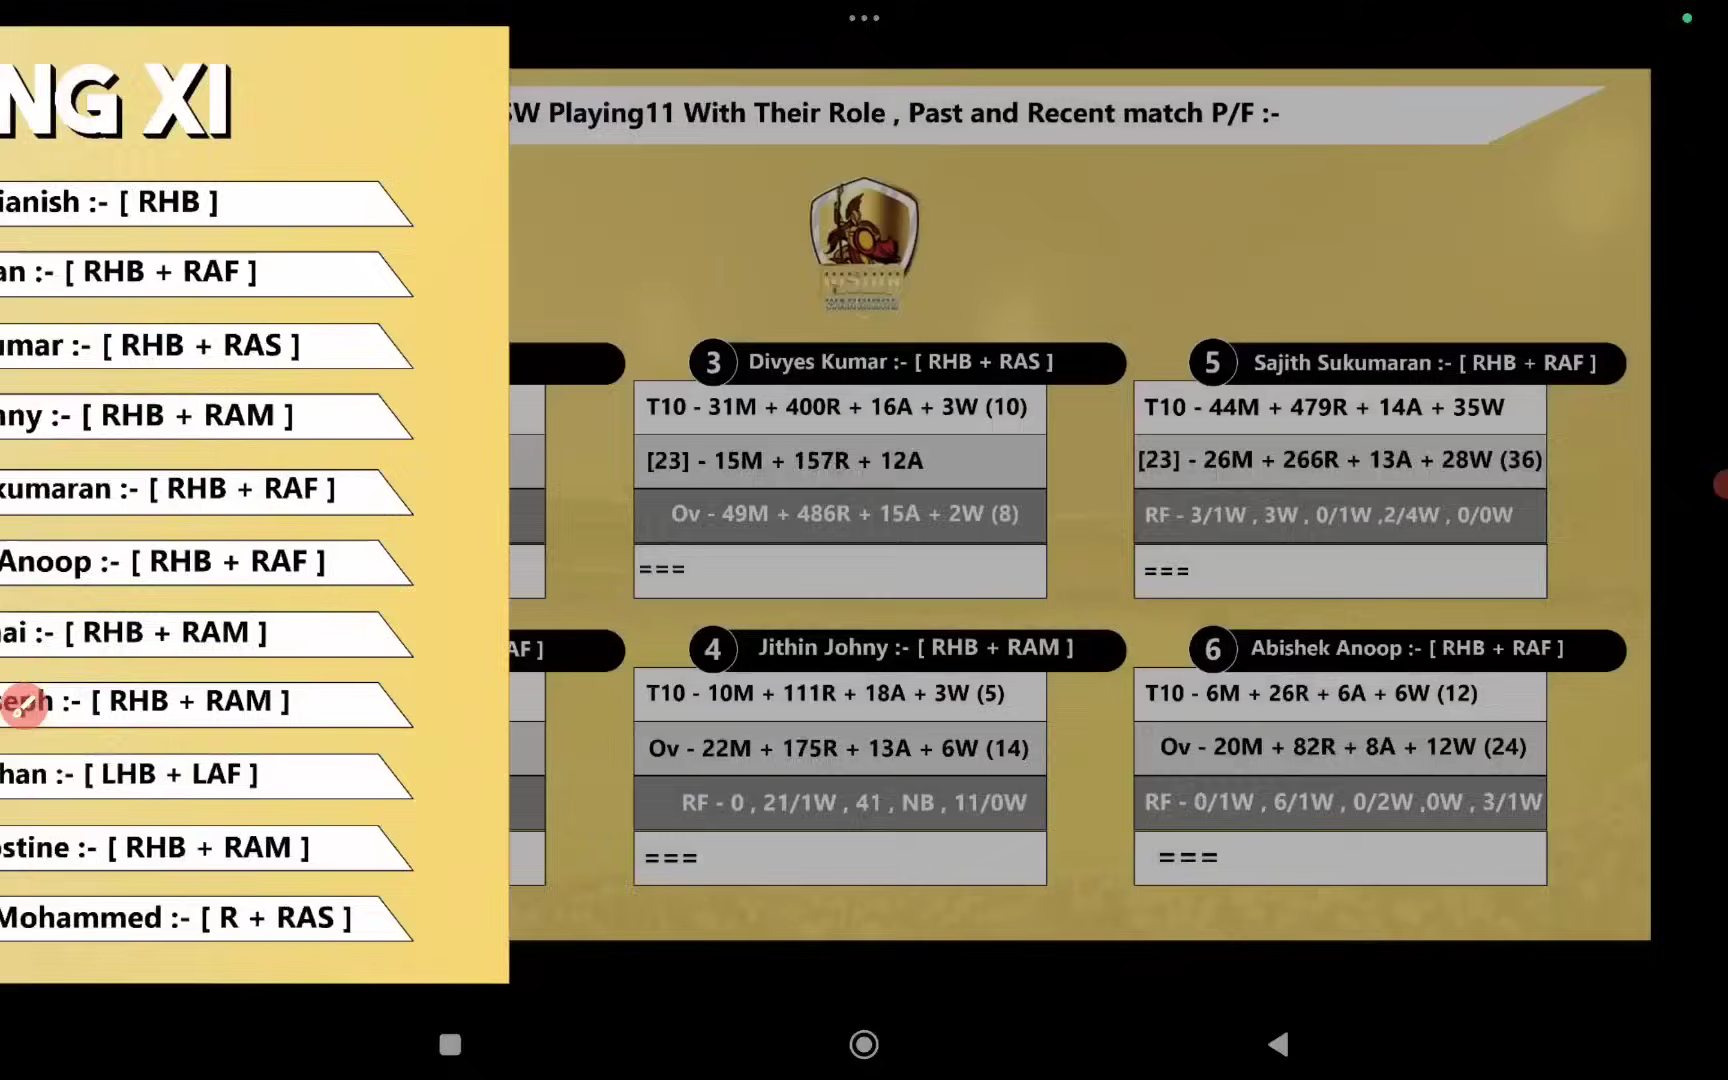 NG XI
ianish :- [ RHB ]
an :- [ RHB + RAF ]
umar :- [ RHB + RAS ]
nny :- [ RHB + RAM ]
kumaran :- [ RHB + RAF ]
Anoop :- [ RHB + RAF ]
nai :- [ RHB + RAM ]
seph :- [ RHB + RAM ]
han :- [ LHB + LAF ]
stine :- [ RHB + RAM ]
Mohammed :- [ R + RAS ]
SW Playing11 With Their Role , Past and Recent match P/F :-
3 Divyes Kumar :- [ RHB + RAS ]
T10 - 31M + 400R + 16A + 3W (10)
[23] - 15M + 157R + 12A
Ov - 49M + 486R + 15A + 2W (8)
===
5 Sajith Sukumaran :- [ RHB + RAF ]
T10 - 44M + 479R + 14A + 35W
[23] - 26M + 266R + 13A + 28W (36)
RF - 3/1W , 3W , 0/1W ,2/4W , 0/0W
===
AF ]
4 Jithin Johny :- [ RHB + RAM ]
T10 - 10M + 111R + 18A + 3W (5)
Ov - 22M + 175R + 13A + 6W (14)
RF - 0 , 21/1W , 41 , NB , 11/0W
===
6 Abishek Anoop :- [ RHB + RAF ]
T10 - 6M + 26R + 6A + 6W (12)
Ov - 20M + 82R + 8A + 12W (24)
RF - 0/1W , 6/1W , 0/2W ,0W , 3/1W
===